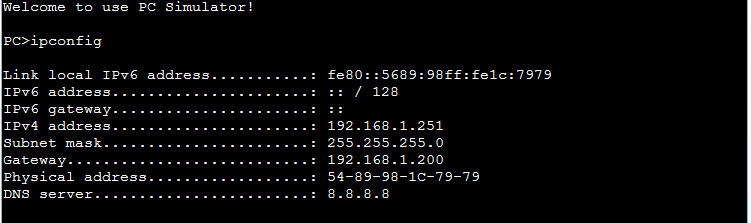 Welcome to use PC Simulator!
PC>ipconfig
Link local IPv6 address...........: fe80::5689:98ff:fe1c:7979
IPv6 address......................: :: / 128
IPv6 gateway......................: ::
IPv4 address......................: 192.168.1.251
Subnet mask.......................: 255.255.255.0
Gateway...........................: 192.168.1.200
Physical address..................: 54-89-98-1C-79-79
DNS server........................: 8.8.8.8